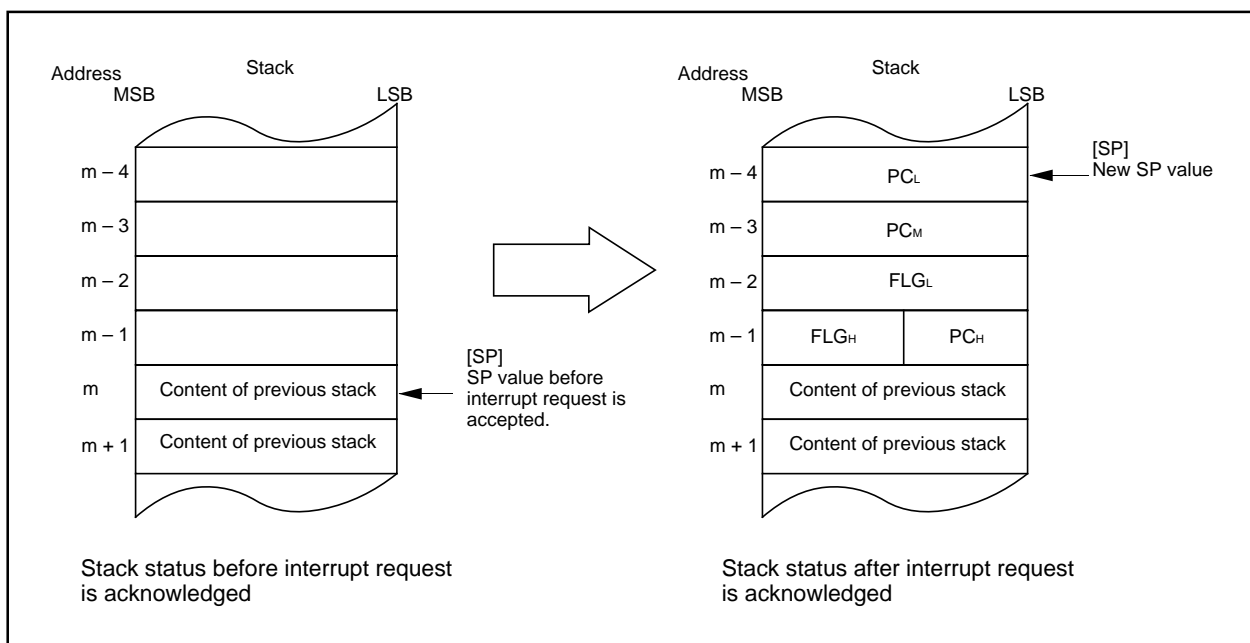 Address
Stack
MSB
LSB
m – 4
m – 3
m – 2
m – 1
m
Content of previous stack
m + 1
Content of previous stack
[SP]
SP value before
interrupt request is
accepted.
Stack status before interrupt request
is acknowledged
Address
Stack
MSB
LSB
m – 4
PCL
[SP]
New SP value
m – 3
PCM
m – 2
FLGL
m – 1
FLGH
PCH
m
Content of previous stack
m + 1
Content of previous stack
Stack status after interrupt request
is acknowledged